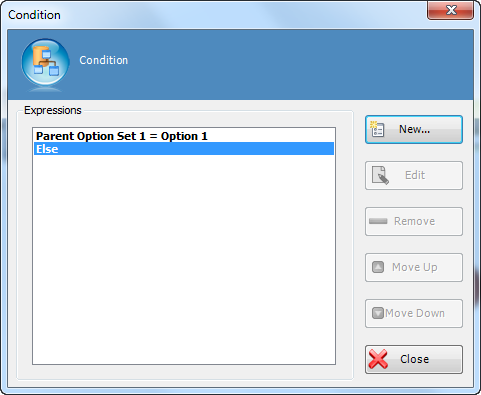 Condition
Condition
Expressions
Parent Option Set 1 = Option 1
Else
New...
Edit
Remove
Move Up
Move Down
Close